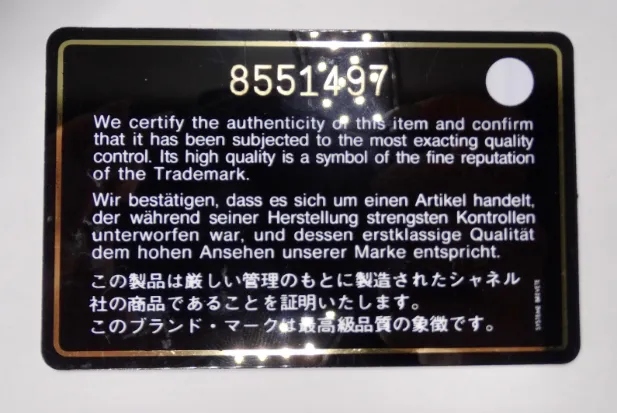 8551497
We certify the authenticity of this item and confirm
that it has been subjected to the most exacting quality
control. Its high quality is a symbol of the fine reputation
of the Trademark.
Wir bestätigen, dass es sich um einen Artikel handelt,
der während seiner Herstellung strengsten Kontrollen
unterworfen war, und dessen erstklassige Qualität
dem hohen Ansehen unserer Marke entspricht.
この製品は厳しい管理のもとに製造されたシャネル
社の商品であることを証明いたします。
このブランド・マークは最高級品質の象徴です。